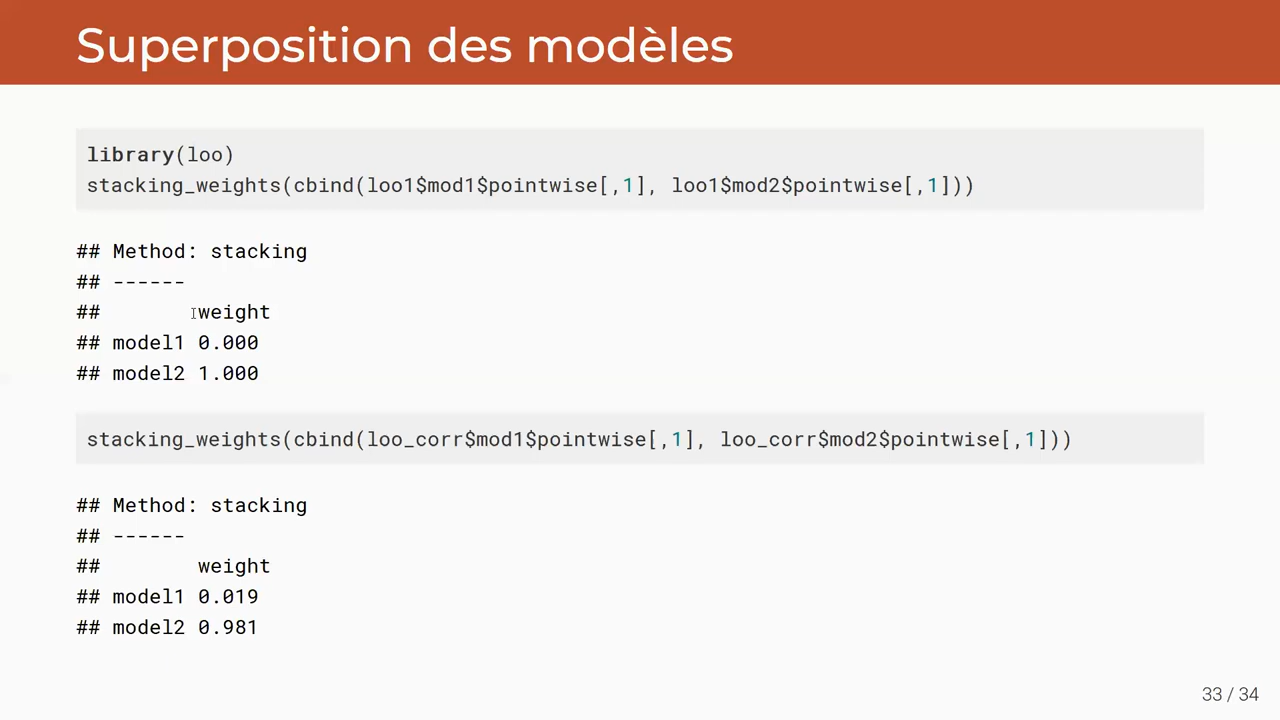 Superposition des modèles
library(loo)
stacking_weights(cbind(loo1$mod1$pointwise[,1], loo1$mod2$pointwise[,1]))
## Method: stacking
## ------
##        weight
## model1 0.000
## model2 1.000
stacking_weights(cbind(loo_corr$mod1$pointwise[,1], loo_corr$mod2$pointwise[,1]))
## Method: stacking
## ------
##        weight
## model1 0.019
## model2 0.981
33 / 34